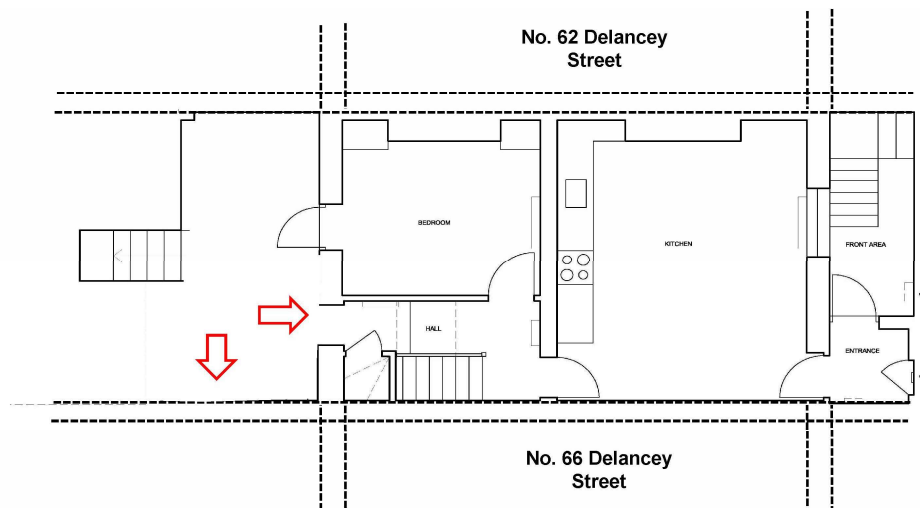 No. 62 Delancey
Street
BEDROOM
KITCHEN
FRONT AREA
HALL
ENTRANCE
No. 66 Delancey
Street